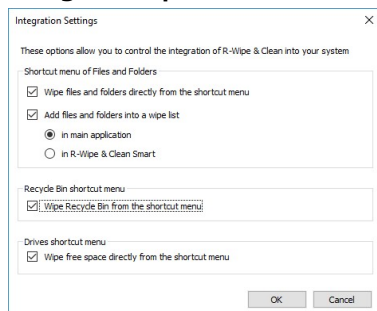 Integration Settings
These options allow you to control the integration of R-Wipe & Clean into your system
Shortcut menu of Files and Folders
Wipe files and folders directly from the shortcut menu
Add files and folders into a wipe list
in main application
in R-Wipe & Clean Smart
Recycle Bin shortcut menu
Wipe Recycle Bin from the shortcut menu
Drives shortcut menu
Wipe free space directly from the shortcut menu
OK Cancel